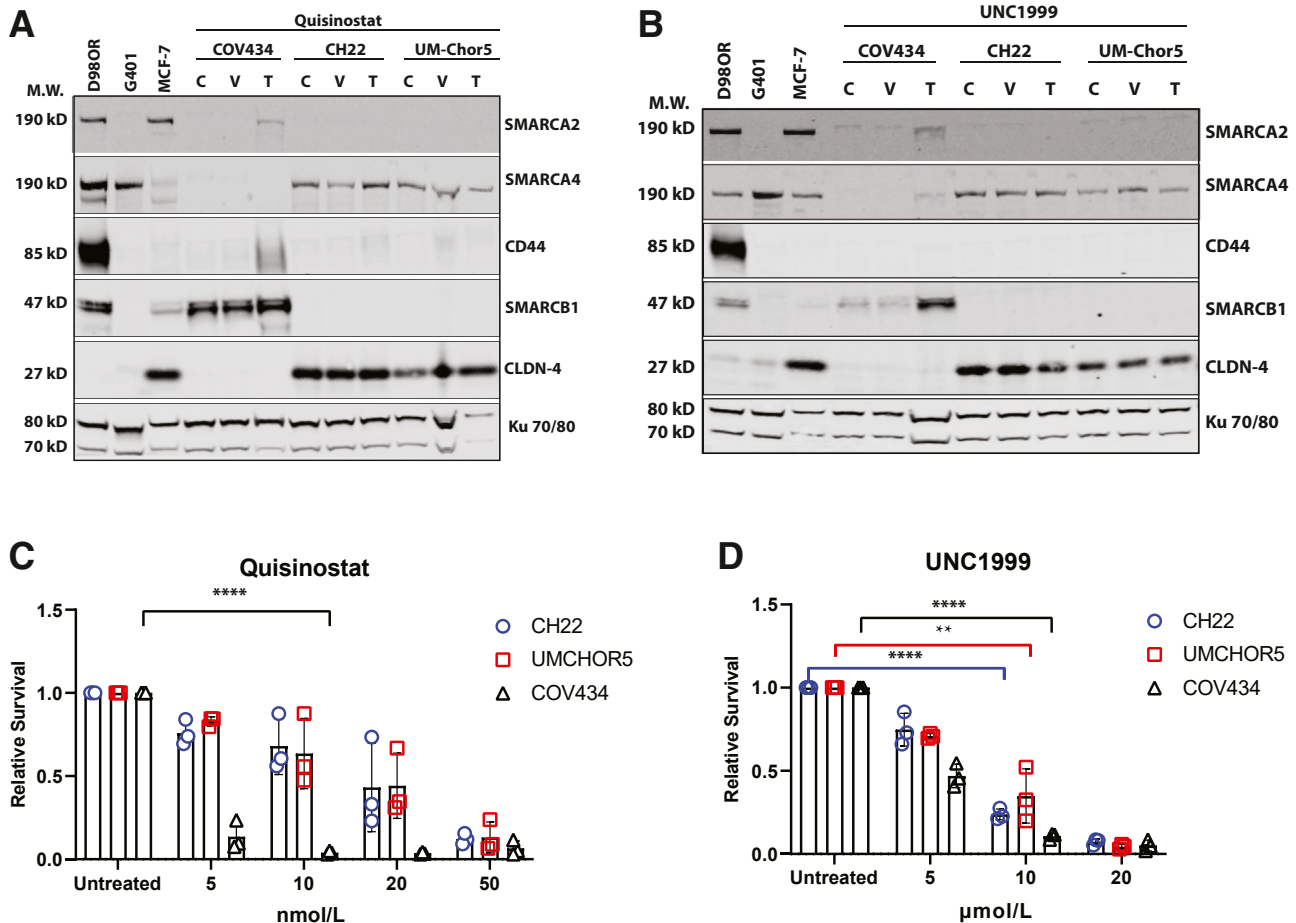 A
Quisinostat
COV434 CH22 UM-Chor5
D98OR G401 MCF-7 C V T C V T C V T
M.W.
190 kD SMARCA2
190 kD SMARCA4
85 kD CD44
47 kD SMARCB1
27 kD CLDN-4
80 kD Ku 70/80
70 kD
B
UNC1999
COV434 CH22 UM-Chor5
D98OR G401 MCF-7 C V T C V T C V T
M.W.
190 kD SMARCA2
190 kD SMARCA4
85 kD CD44
47 kD SMARCB1
27 kD CLDN-4
80 kD Ku 70/80
70 kD
C
Quisinostat
****
CH22
UMCHOR5
COV434
Relative Survival
1.5
1.0
0.5
0.0
Untreated 5 10 20 50
nmol/L
D
UNC1999
****
**
****
CH22
UMCHOR5
COV434
Relative Survival
1.5
1.0
0.5
0.0
Untreated 5 10 20
µmol/L